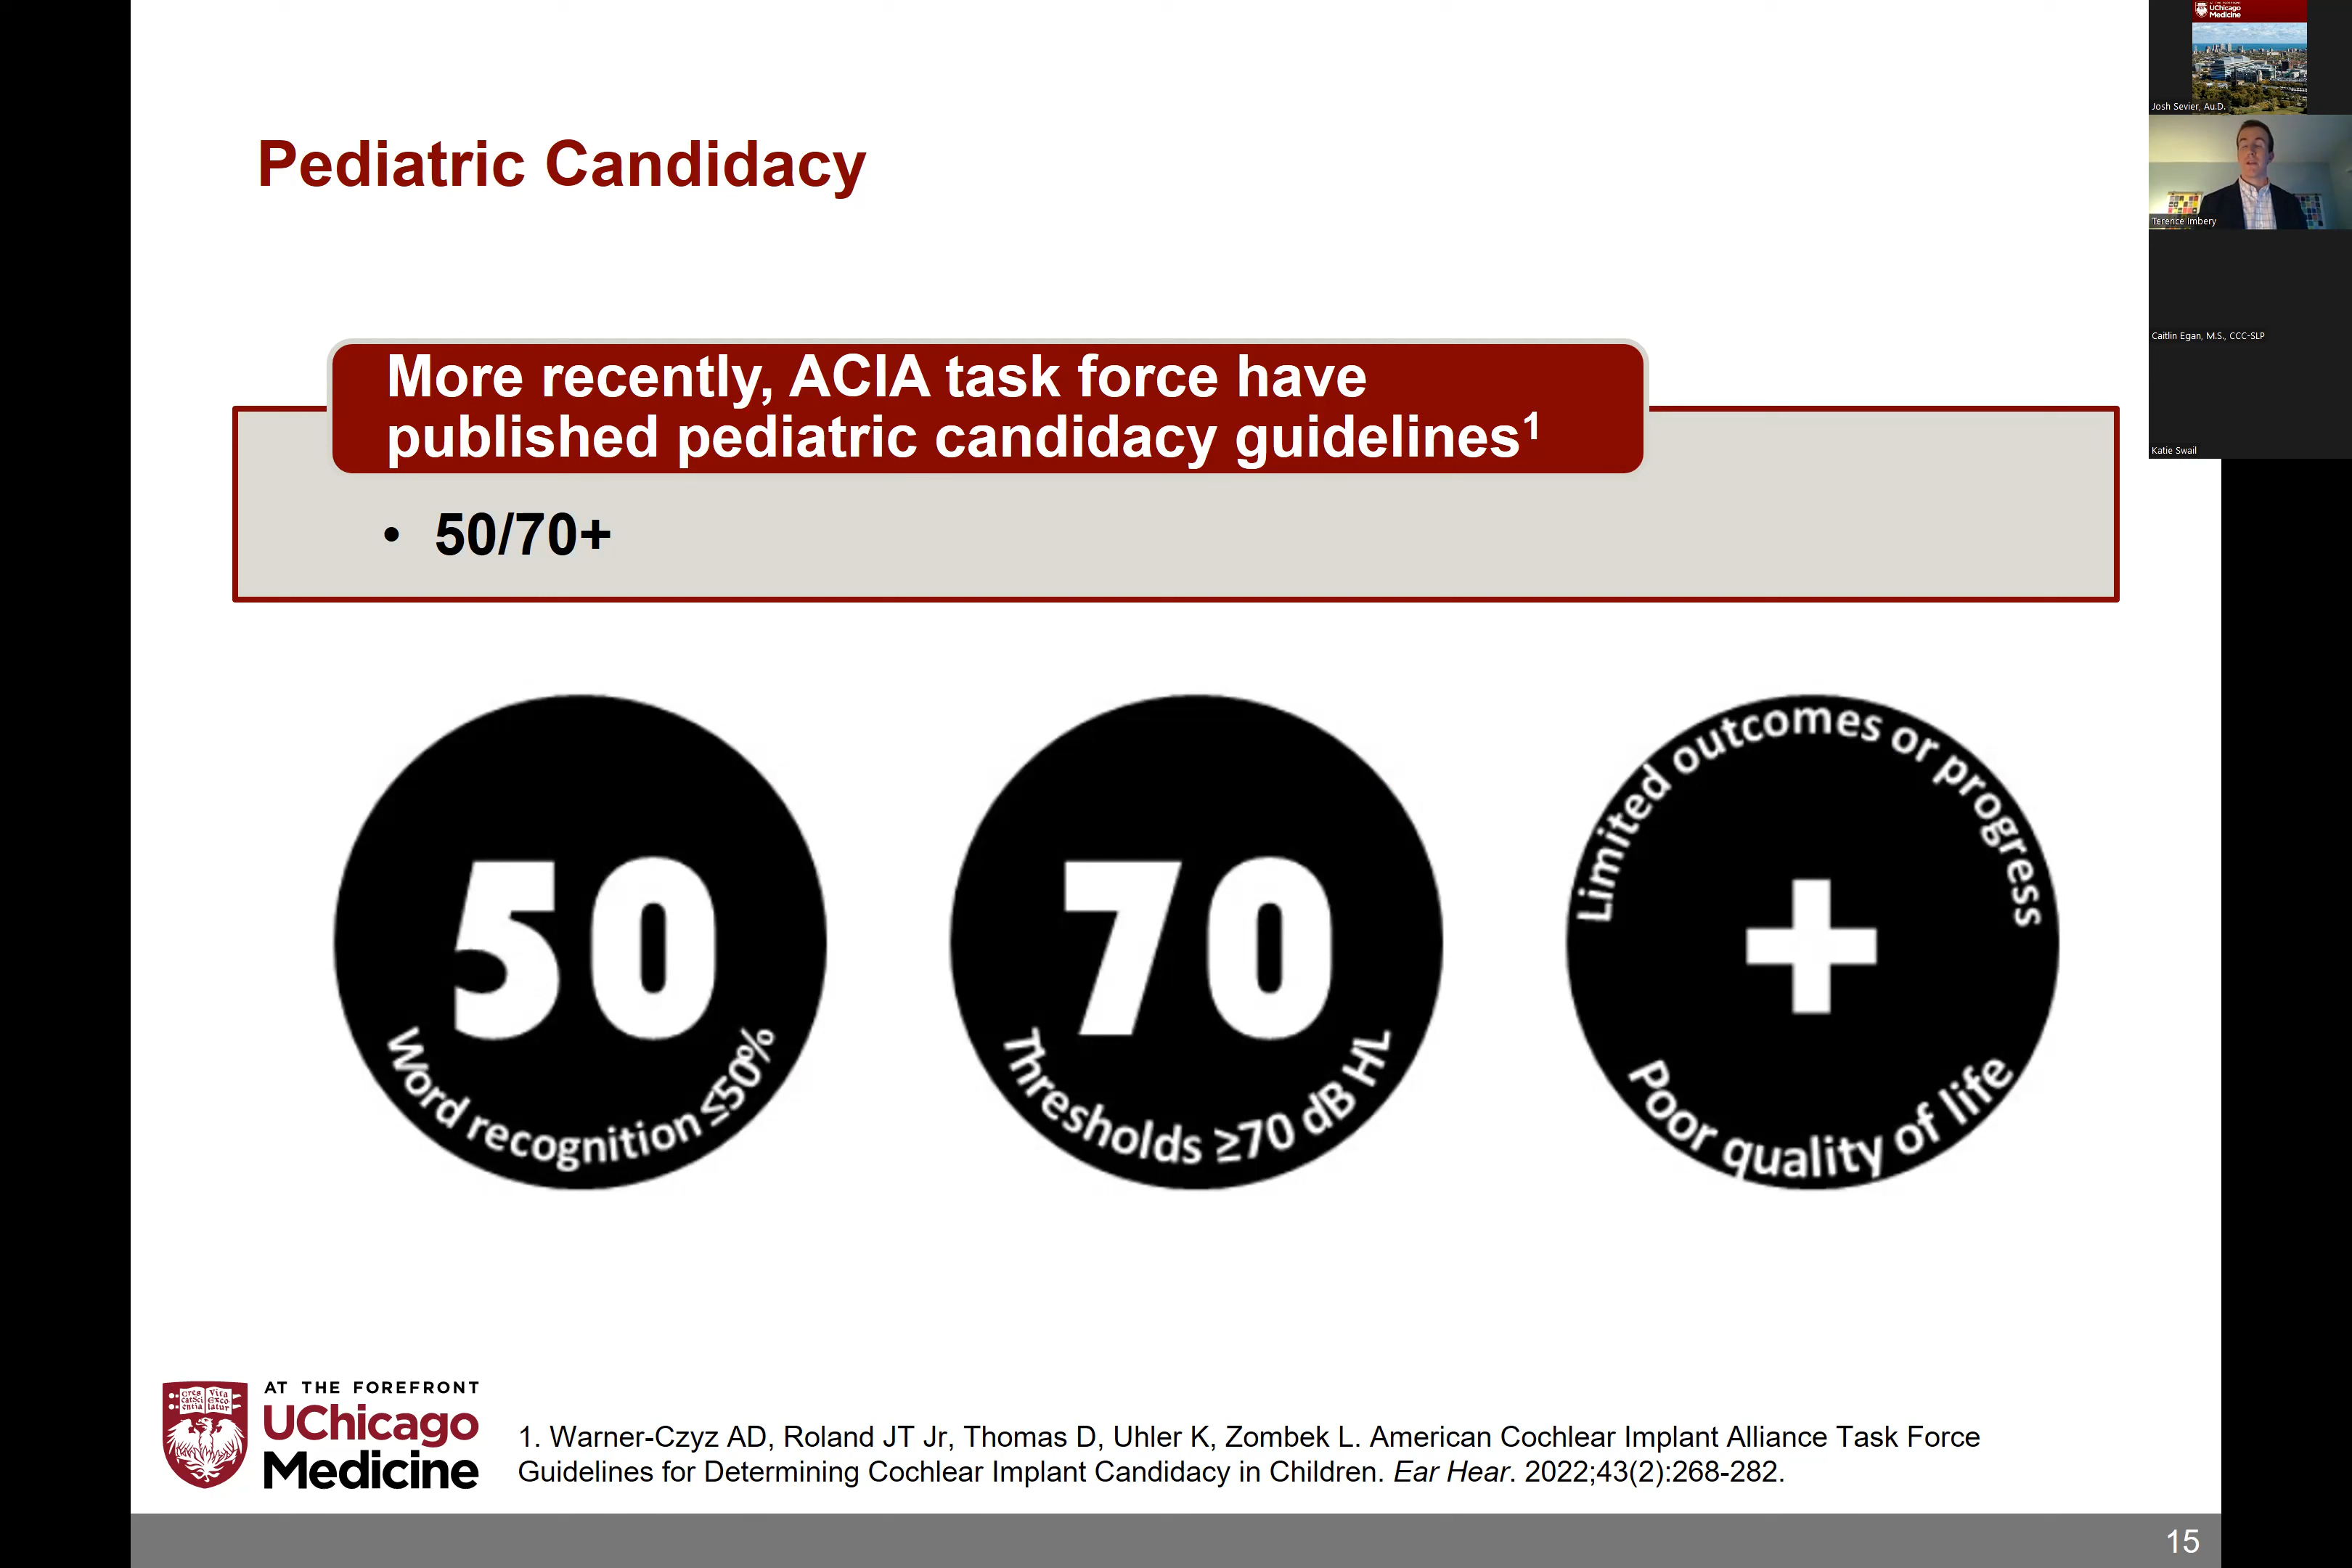 Pediatric Candidacy
More recently, ACIA task force have
published pediatric candidacy guidelines1
• 50/70+
50
Word recognition ≤50%
70
Thresholds ≥70 dB HL
Limited outcomes or progress
+
Poor quality of life
AT THE FOREFRONT
UChicago
Medicine
1. Warner-Czyz AD, Roland JT Jr, Thomas D, Uhler K, Zombek L. American Cochlear Implant Alliance Task Force
Guidelines for Determining Cochlear Implant Candidacy in Children. Ear Hear. 2022;43(2):268-282.
15
UChicago
Medicine
Josh Sevier, Au.D.
Terence Imbery
Caitlin Egan, M.S., CCC-SLP
Katie Swail